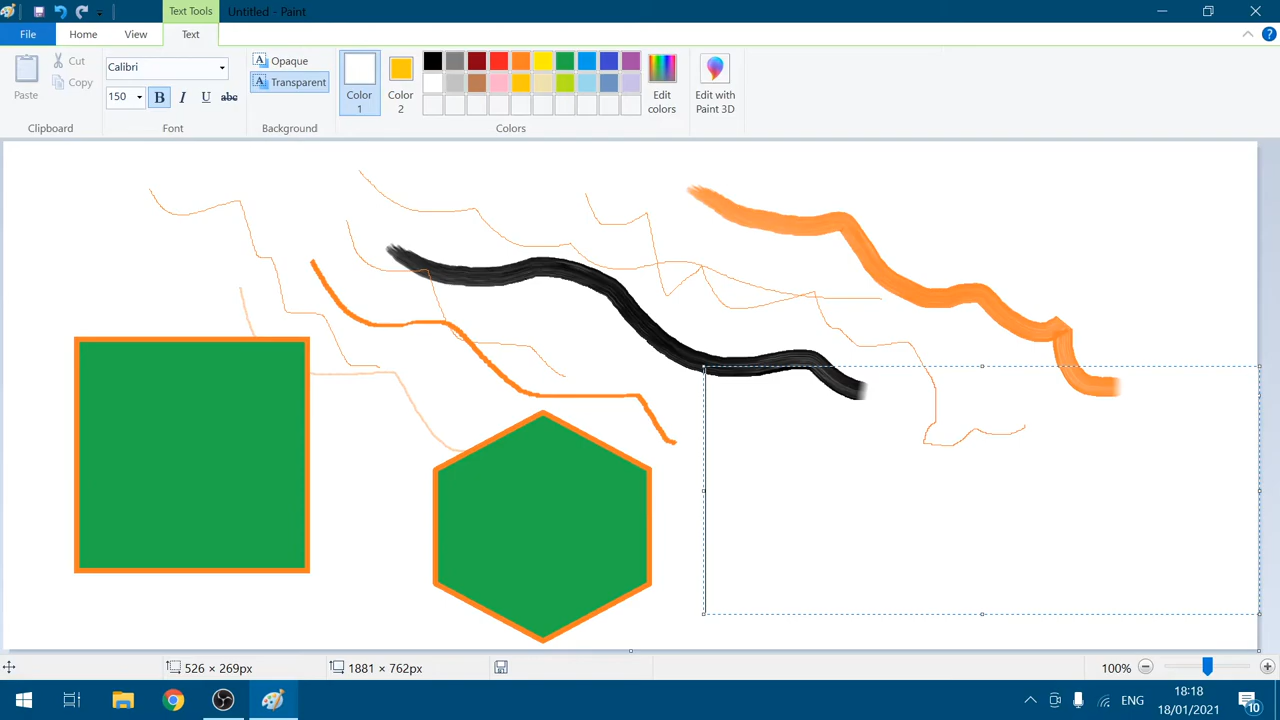 Text Tools
Untitled - Paint
File
Home
View
Text
Paste
Cut
Copy
Clipboard
Calibri
150
B I U abc
Font
Opaque
Transparent
Background
Color 1
Color 2
Edit colors
Colors
Edit with Paint 3D
526 × 269px
1881 × 762px
100%
ENG
18:18
18/01/2021
10